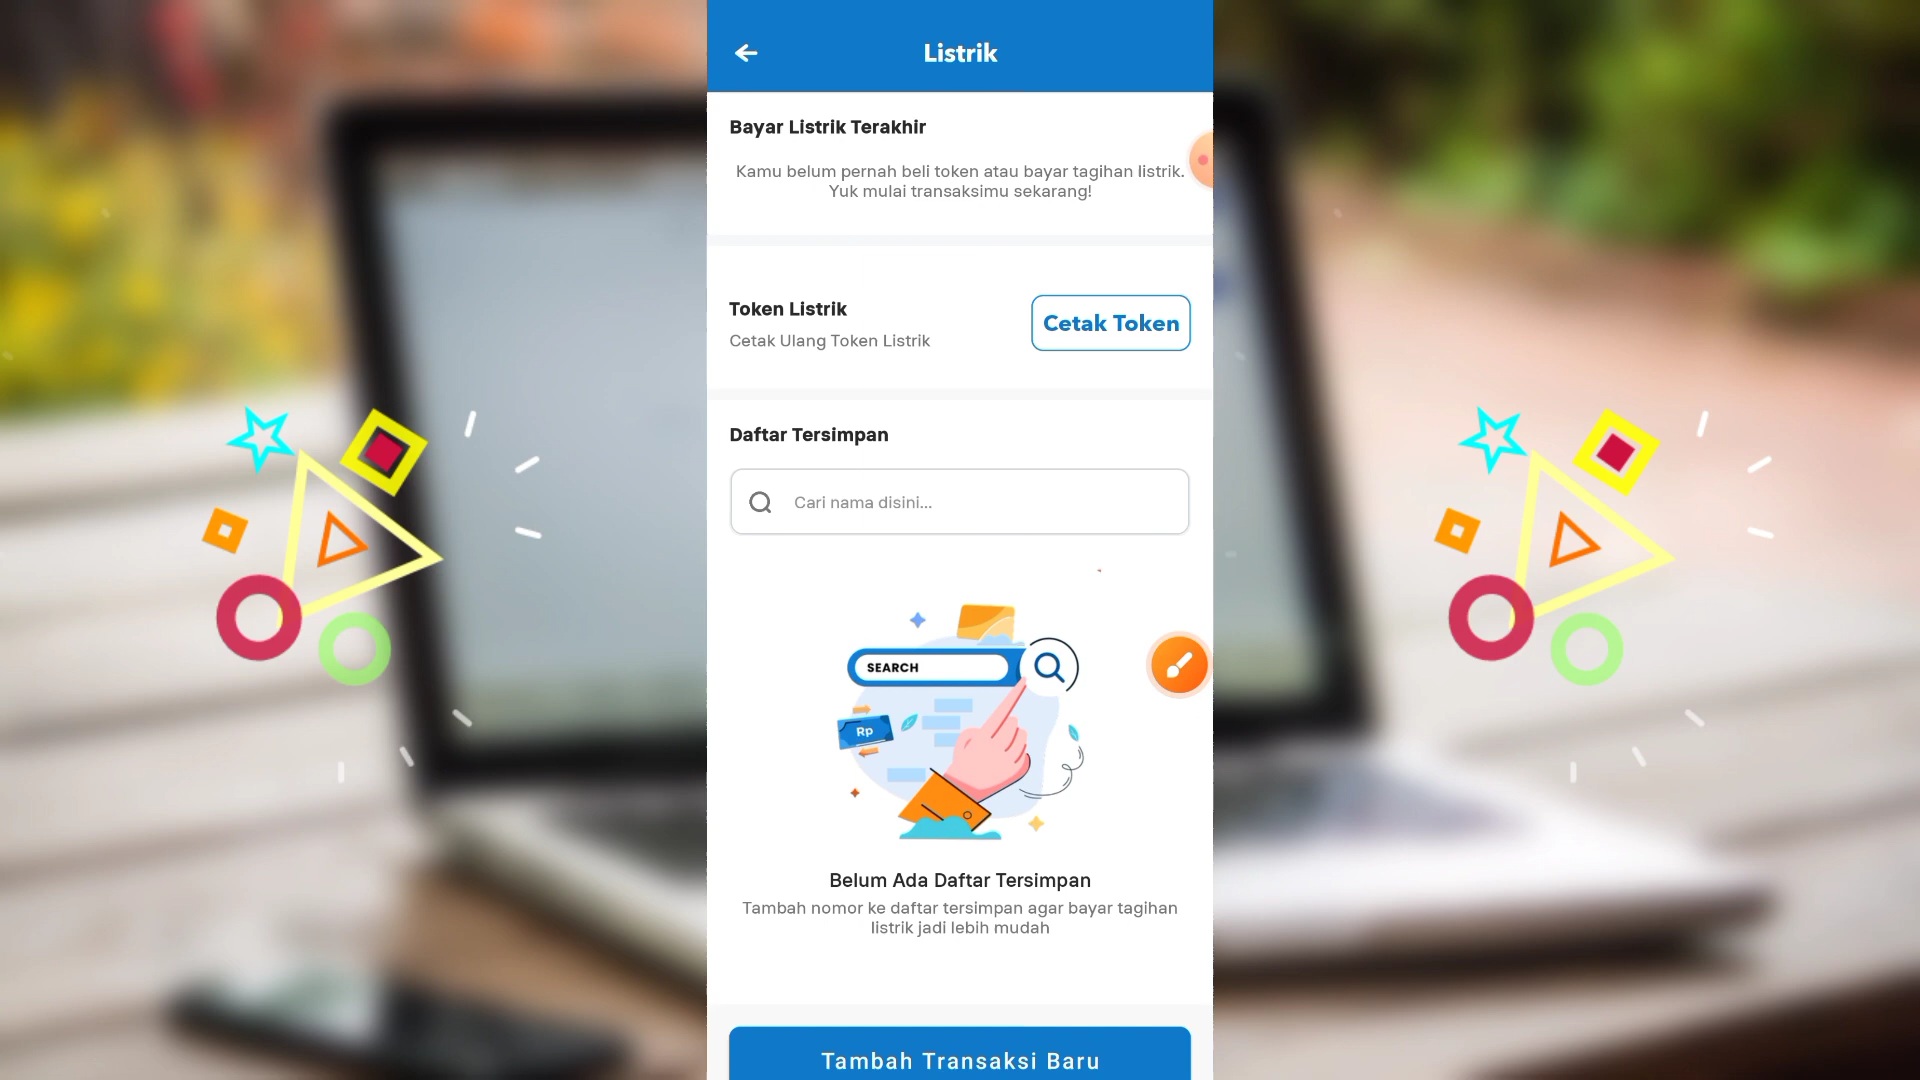 Listrik
Bayar Listrik Terakhir
Kamu belum pernah beli token atau bayar tagihan listrik.
Yuk mulai transaksimu sekarang!
Token Listrik
Cetak Ulang Token Listrik
Cetak Token
Daftar Tersimpan
Cari nama disini...
SEARCH
Rp
Belum Ada Daftar Tersimpan
Tambah nomor ke daftar tersimpan agar bayar tagihan
listrik jadi lebih mudah
Tambah Transaksi Baru